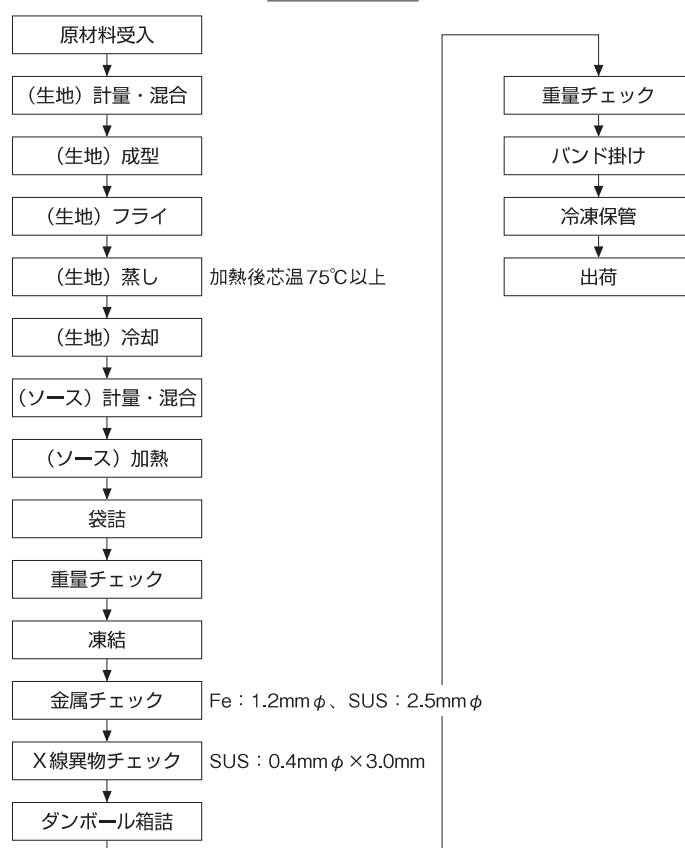 原材料受入
(生地)計量・混合
(生地)成型
(生地)フライ
(生地)蒸し 加熱後芯温75℃以上
(生地)冷却
(ソース)計量・混合
(ソース)加熱
袋詰
重量チェック
凍結
金属チェック Fe:1.2mmφ、SUS:2.5mmφ
X線異物チェック SUS:0.4mmφ×3.0mm
ダンボール箱詰
重量チェック
バンド掛け
冷凍保管
出荷